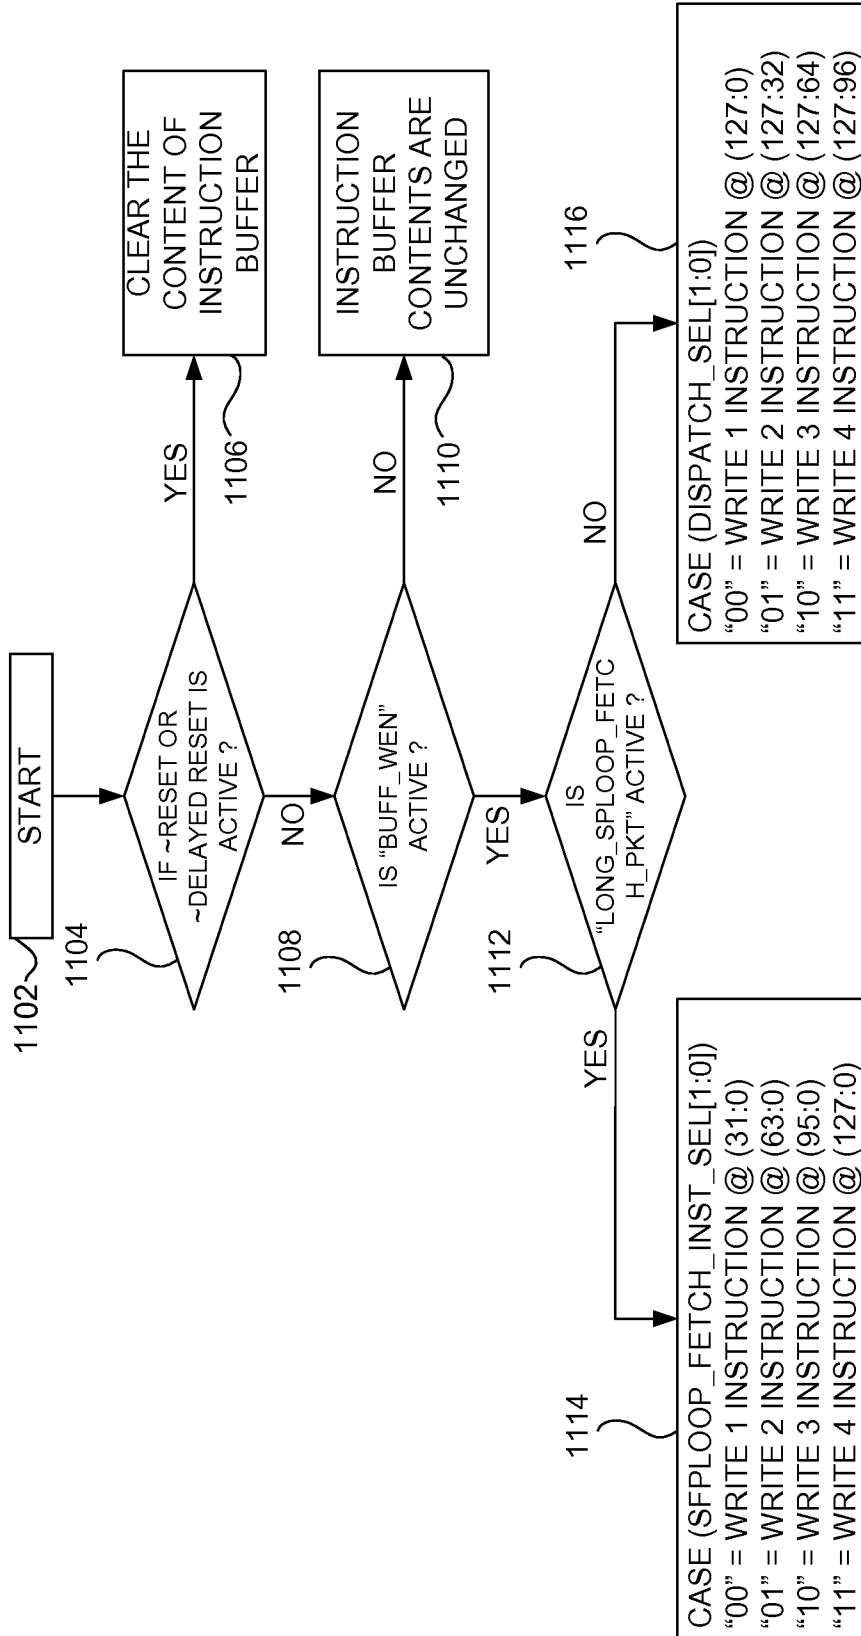 1102
START
1104
IF ~RESET OR
~DELAYED RESET IS
ACTIVE ?
YES
1106
CLEAR THE
CONTENT OF
INSTRUCTION
BUFFER
NO
1108
IS “BUFF_WEN”
ACTIVE ?
NO
1110
INSTRUCTION
BUFFER
CONTENTS ARE
UNCHANGED
YES
1112
IS
“LONG_SPLOOP_FETC
H_PKT” ACTIVE ?
YES
NO
1114
CASE (SFPLOOP_FETCH_INST_SEL[1:0])
“00” = WRITE 1 INSTRUCTION @ (31:0)
“01” = WRITE 2 INSTRUCTION @ (63:0)
“10” = WRITE 3 INSTRUCTION @ (95:0)
“11” = WRITE 4 INSTRUCTION @ (127:0)
1116
CASE (DISPATCH_SEL[1:0])
“00” = WRITE 1 INSTRUCTION @ (127:0)
“01” = WRITE 2 INSTRUCTION @ (127:32)
“10” = WRITE 3 INSTRUCTION @ (127:64)
“11” = WRITE 4 INSTRUCTION @ (127:96)